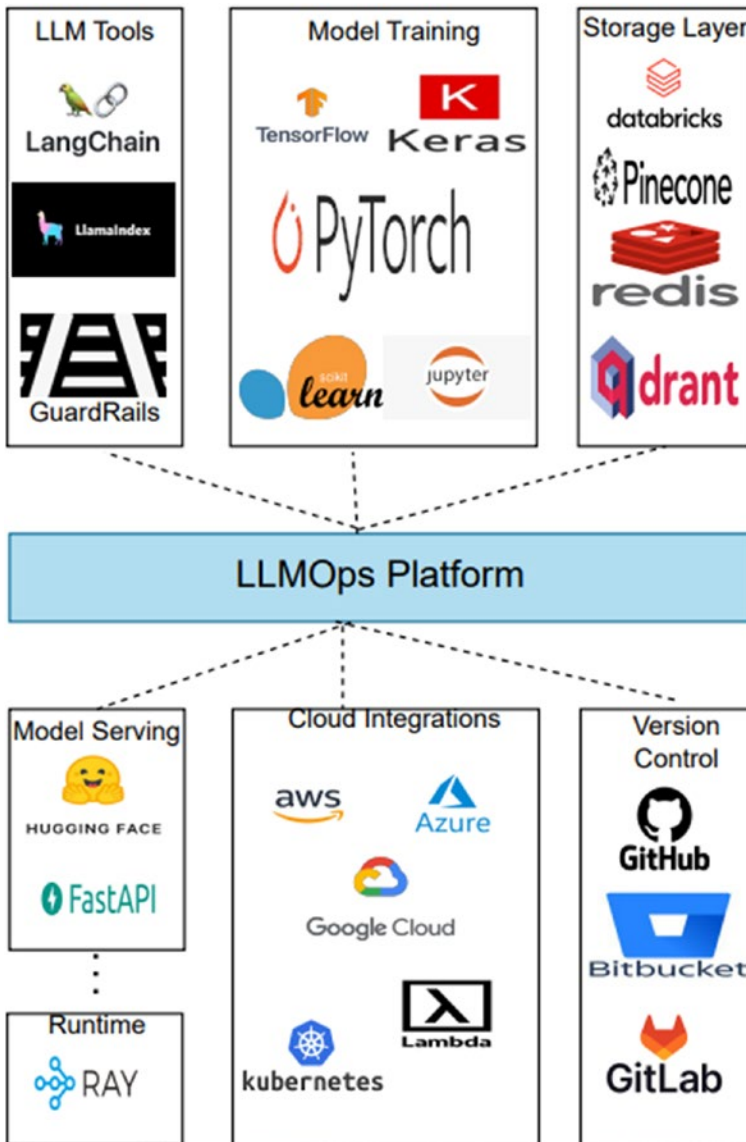 LLM Tools
LangChain
LlamaIndex
GuardRails
Model Training
TensorFlow
K
Keras
PyTorch
scikit
learn
jupyter
Storage Layer
databricks
Pinecone
redis
qdrant
LLMOps Platform
Model Serving
HUGGING FACE
FastAPI
Runtime
RAY
Cloud Integrations
aws
Azure
Google Cloud
λ
Lambda
kubernetes
Version
Control
GitHub
Bitbucket
GitLab